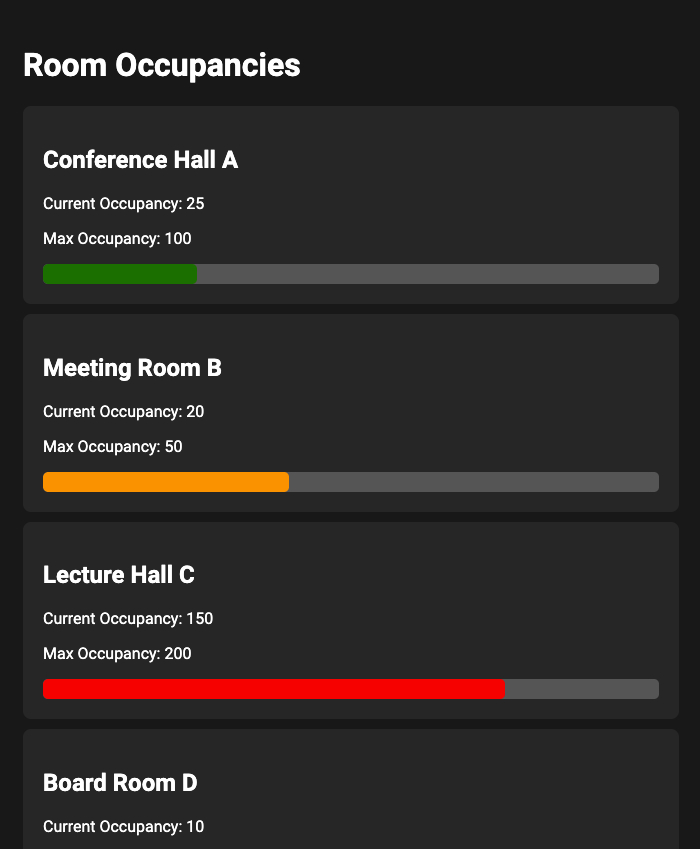 Room Occupancies
Conference Hall A
Current Occupancy: 25
Max Occupancy: 100
Meeting Room B
Current Occupancy: 20
Max Occupancy: 50
Lecture Hall C
Current Occupancy: 150
Max Occupancy: 200
Board Room D
Current Occupancy: 10